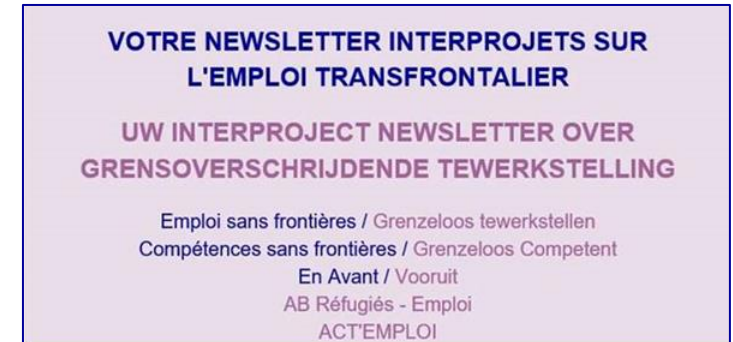 VOTRE NEWSLETTER INTERPROJETS SUR
L'EMPLOI TRANSFRONTALIER
UW INTERPROJECT NEWSLETTER OVER
GRENSOVERSCHRIJDENDE TEWERKSTELLING
Emploi sans frontières / Grenzeloos tewerkstellen
Compétences sans frontières / Grenzeloos Competent
En Avant / Vooruit
AB Réfugiés - Emploi
ACT'EMPLOI